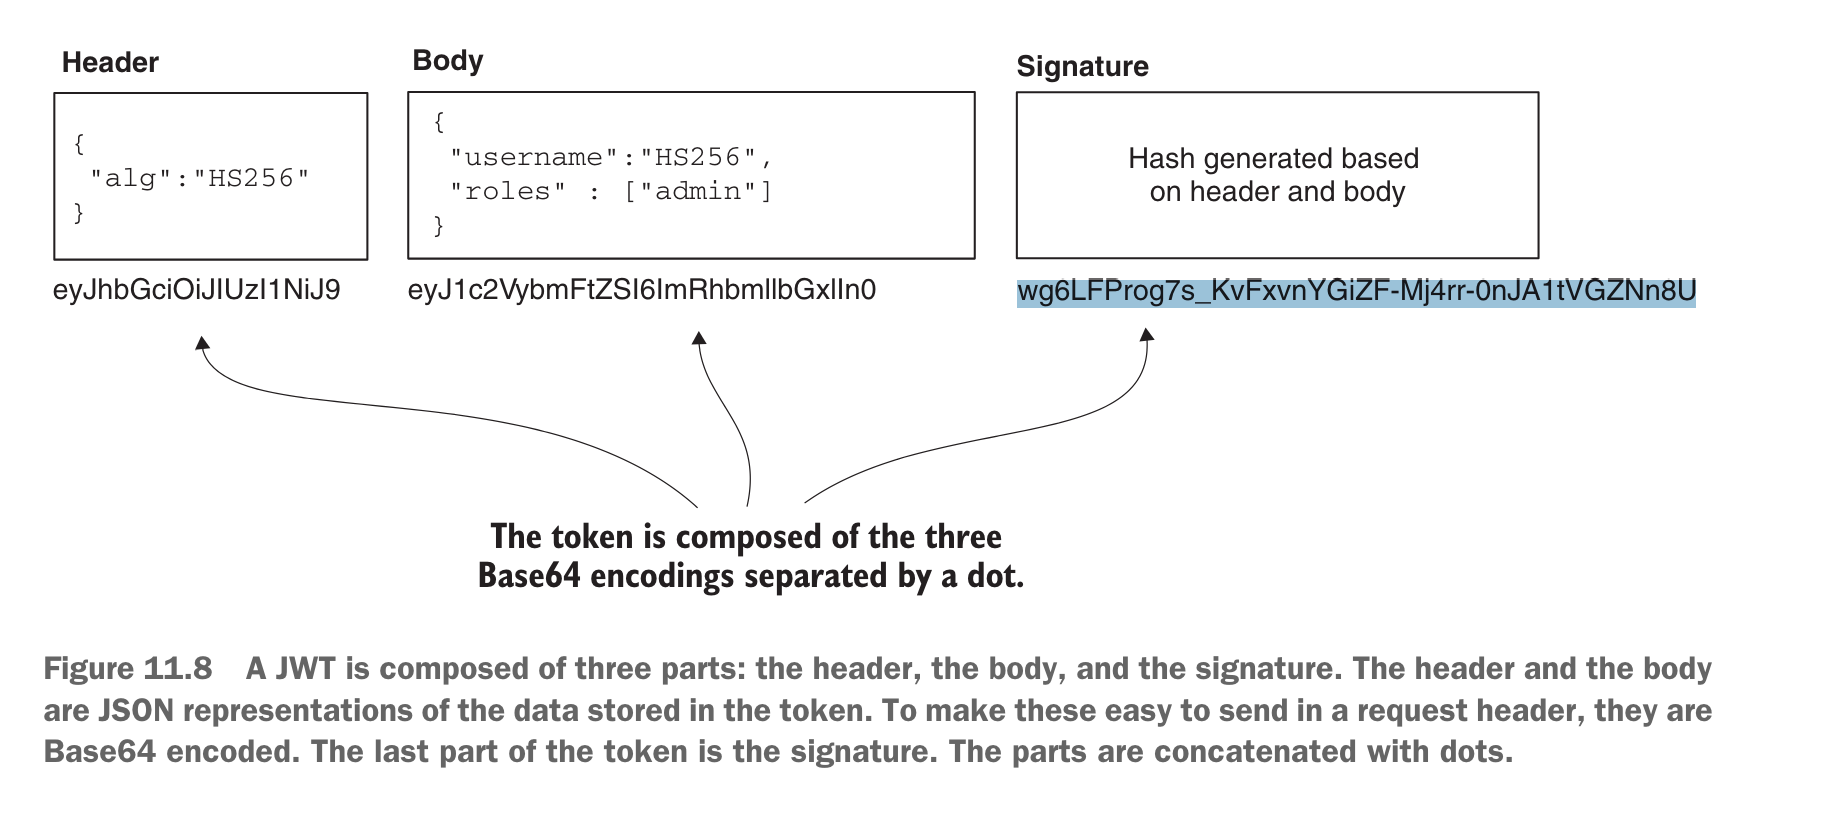 Header
{
"alg":"HS256"
}
eyJhbGciOiJIUzI1NiJ9
Body
{
"username":"HS256",
"roles" : ["admin"]
}
eyJ1c2VybmFtZSI6ImRhbmllbGxlIn0
Signature
Hash generated based
on header and body
wg6LFProg7s_KvFxvnYGiZF-Mj4rr-0nJA1tVGZNn8U
The token is composed of the three
Base64 encodings separated by a dot.
Figure 11.8 A JWT is composed of three parts: the header, the body, and the signature. The header and the body
are JSON representations of the data stored in the token. To make these easy to send in a request header, they are
Base64 encoded. The last part of the token is the signature. The parts are concatenated with dots.